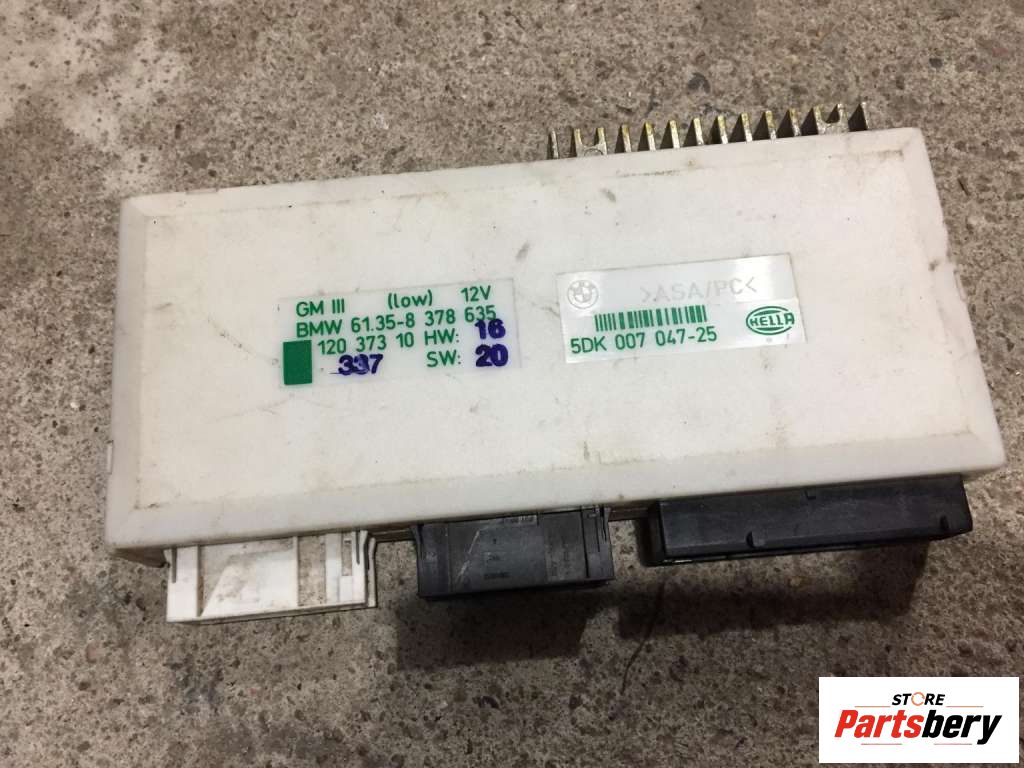 GM III (low) 12V
BMW 61.35-8 378 635
120 373 10 HW: 16
337 SW: 20
>ASA/PC<
HELLA
5DK 007 047-25
STORE
Partsbery